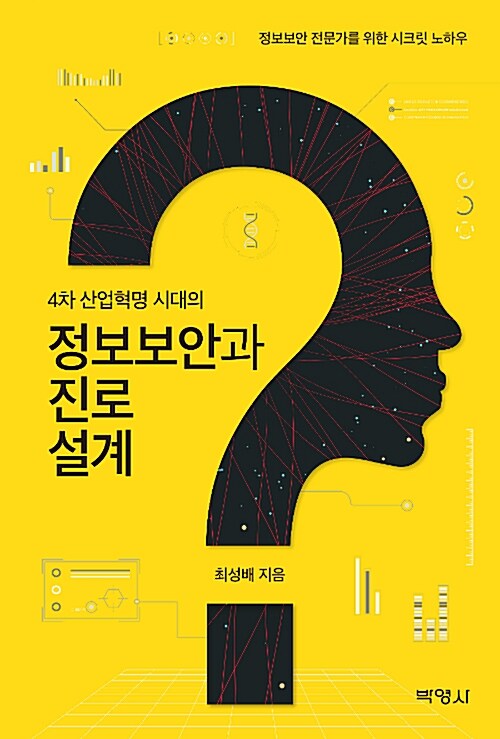 정보보안 전문가를 위한 시크릿 노하우
4차 산업혁명 시대의
정보보안과
진로
설계
최성배 지음
박영사